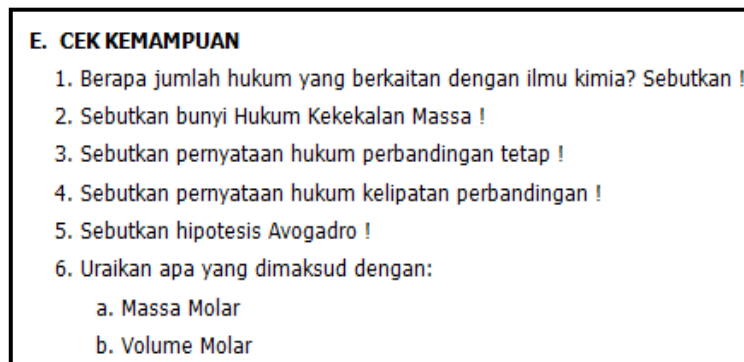 E. CEK KEMAMPUAN
1. Berapa jumlah hukum yang berkaitan dengan ilmu kimia? Sebutkan !
2. Sebutkan bunyi Hukum Kekekalan Massa !
3. Sebutkan pernyataan hukum perbandingan tetap !
4. Sebutkan pernyataan hukum kelipatan perbandingan !
5. Sebutkan hipotesis Avogadro !
6. Uraikan apa yang dimaksud dengan:
a. Massa Molar
b. Volume Molar